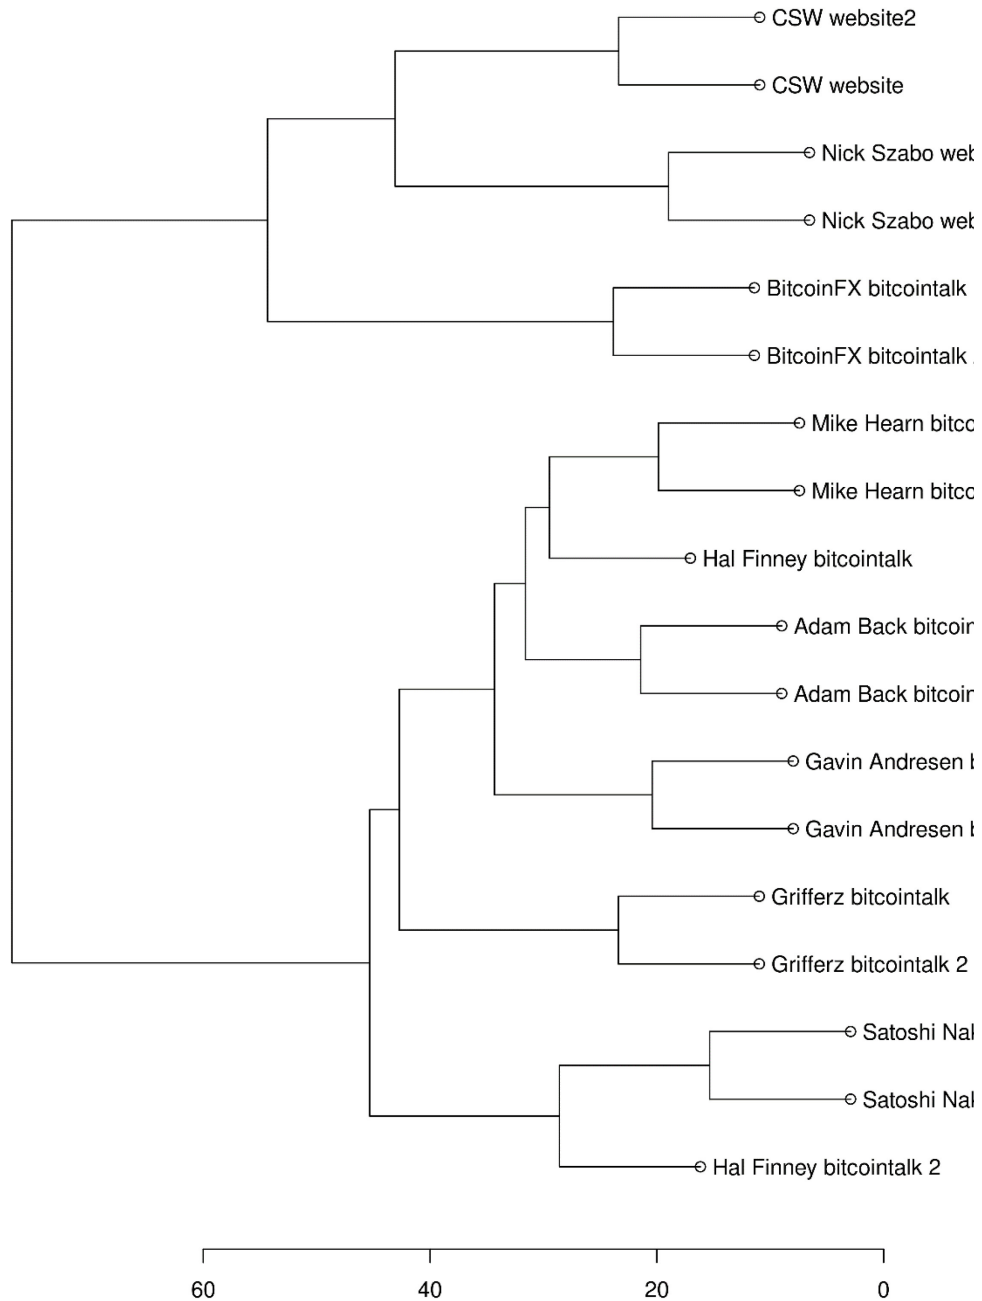 CSW website2
CSW website
Nick Szabo web
Nick Szabo web
BitcoinFX bitcointalk
BitcoinFX bitcointalk
Mike Hearn bitco
Mike Hearn bitco
Hal Finney bitcointalk
Adam Back bitcoin
Adam Back bitcoin
Gavin Andresen
Gavin Andresen
Grifferz bitcointalk
Grifferz bitcointalk 2
Satoshi Nak
Satoshi Nak
Hal Finney bitcointalk 2
60 40 20 0